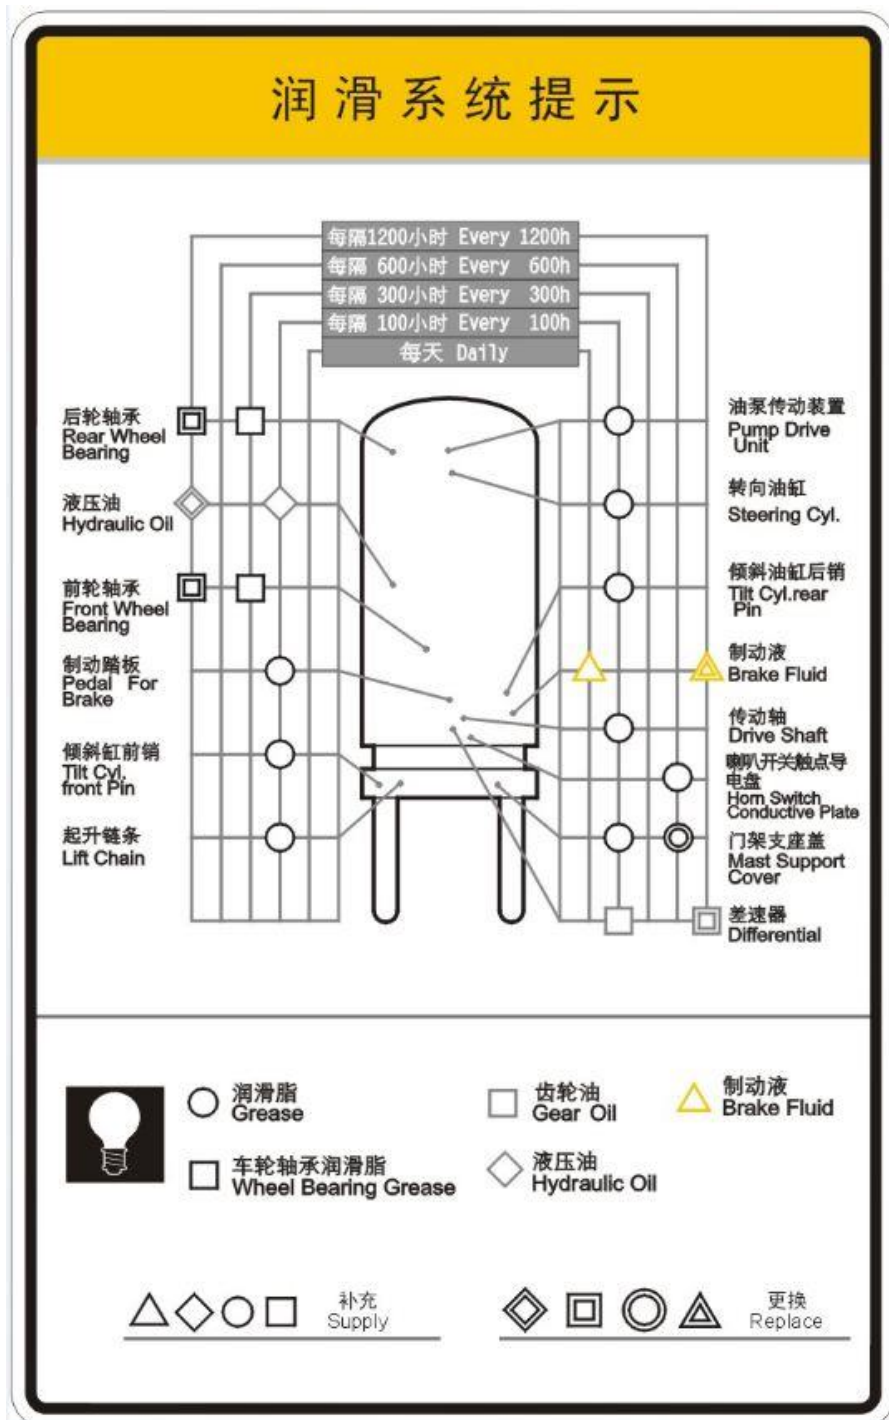 润滑系统提示
每隔1200小时 Every 1200h
每隔 600小时 Every 600h
每隔 300小时 Every 300h
每隔 100小时 Every 100h
每天 Daily
后轮轴承
Rear Wheel
Bearing
液压油
Hydraulic Oil
前轮轴承
Front Wheel
Bearing
制动踏板
Pedal For
Brake
倾斜缸前销
Tilt Cyl.
front Pin
起升链条
Lift Chain
油泵传动装置
Pump Drive
Unit
转向油缸
Steering Cyl.
倾斜油缸后销
Tilt Cyl.rear
Pin
制动液
Brake Fluid
传动轴
Drive Shaft
喇叭开关触点导
电盘
Horn Switch
Conductive Plate
门架支座盖
Mast Support
Cover
差速器
Differential
润滑脂
Grease
齿轮油
Gear Oil
制动液
Brake Fluid
车轮轴承润滑脂
Wheel Bearing Grease
液压油
Hydraulic Oil
补充
Supply
更换
Replace